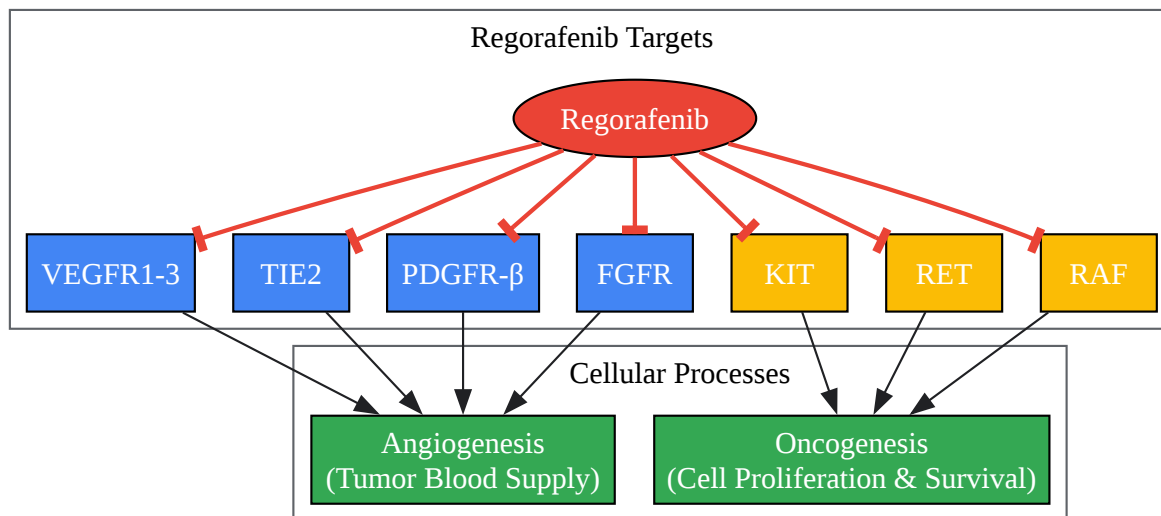 Regorafenib Targets
Regorafenib
VEGFR1-3
TIE2
PDGFR-β
FGFR
KIT
RET
RAF
Cellular Processes
Angiogenesis
(Tumor Blood Supply)
Oncogenesis
(Cell Proliferation & Survival)